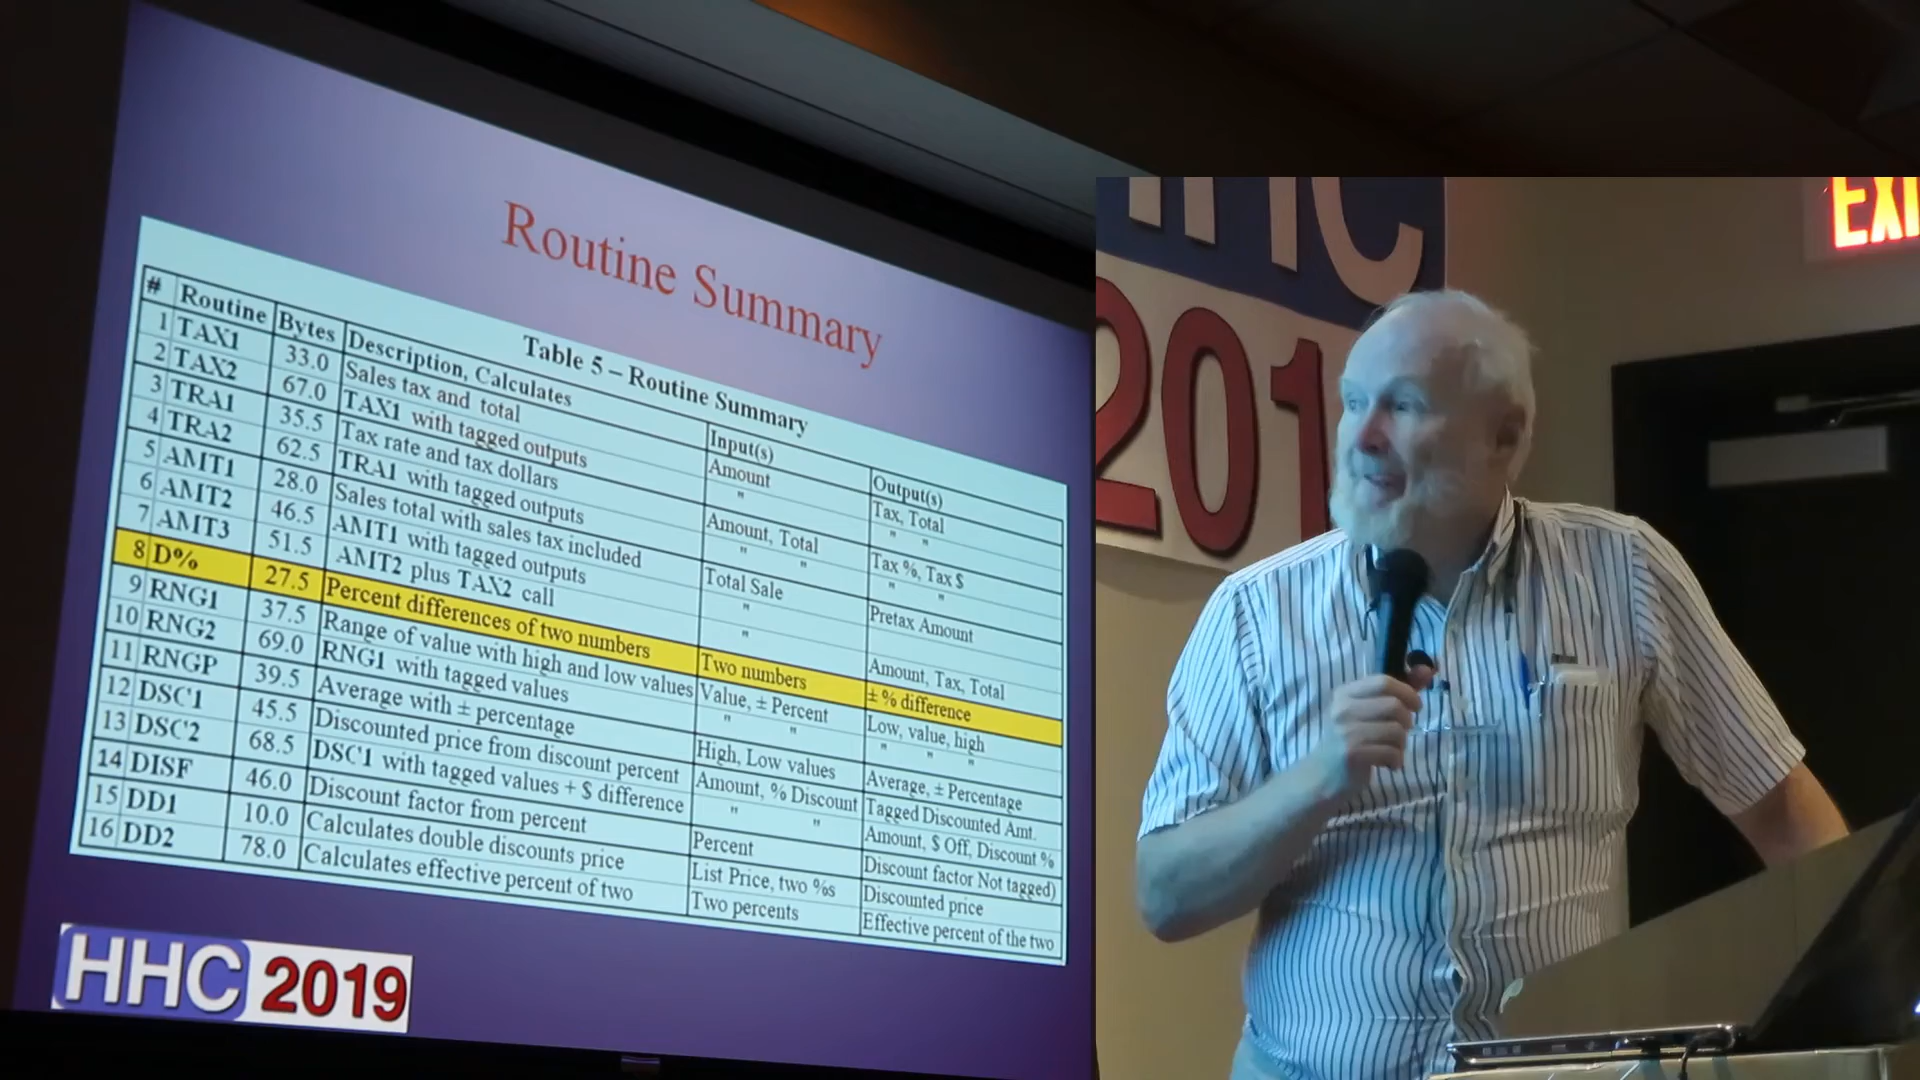 Routine Summary
Table 5 – Routine Summary
# Routine Bytes Description, Calculates Input(s) Output(s)
1 TAX1 33.0 Sales tax and total Amount Tax, Total
2 TAX2 67.0 TAX1 with tagged outputs " " "
3 TRA1 35.5 Tax rate and tax dollars Amount, Total Tax %, Tax $
4 TRA2 62.5 TRA1 with tagged outputs " " " "
5 AMT1 28.0 Sales total with sales tax included Total Sale Pretax Amount
6 AMT2 46.5 AMT1 with tagged outputs "
7 AMT3 51.5 AMT2 plus TAX2 call " Amount, Tax, Total
8 D% 27.5 Percent differences of two numbers Two numbers ± % difference
9 RNG1 37.5 Range of value with high and low values Value, ± Percent Low, value, high
10 RNG2 69.0 RNG1 with tagged values " " " " "
11 RNGP 39.5 Average with ± percentage High, Low values Average, ± Percentage
12 DSC1 45.5 Discounted price from discount percent Amount, % Discount Tagged Discounted Amt.
13 DSC2 68.5 DSC1 with tagged values + $ difference " " Amount, $ Off, Discount %
14 DISF 46.0 Discount factor from percent Percent Discount factor Not tagged)
15 DD1 10.0 Calculates double discounts price List Price, two %s Discounted price
16 DD2 78.0 Calculates effective percent of two Two percents Effective percent of the two
HHC 2019
HHC
201
EXI